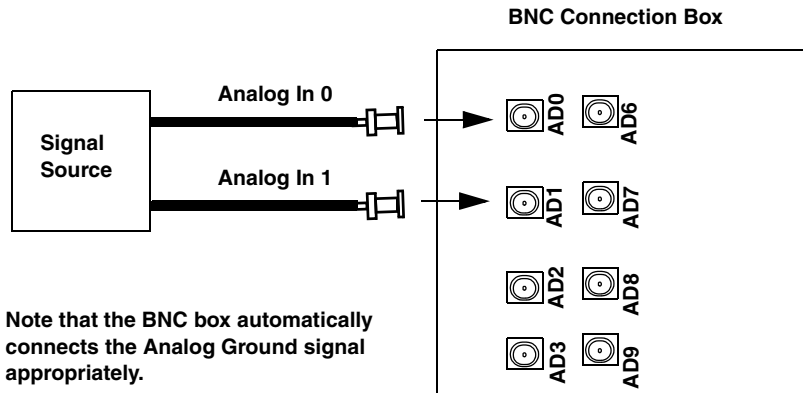 BNC Connection Box
Analog In 0
Signal
Source
Analog In 1
AD0
AD6
AD1
AD7
AD2
AD8
AD3
AD9
Note that the BNC box automatically
connects the Analog Ground signal
appropriately.